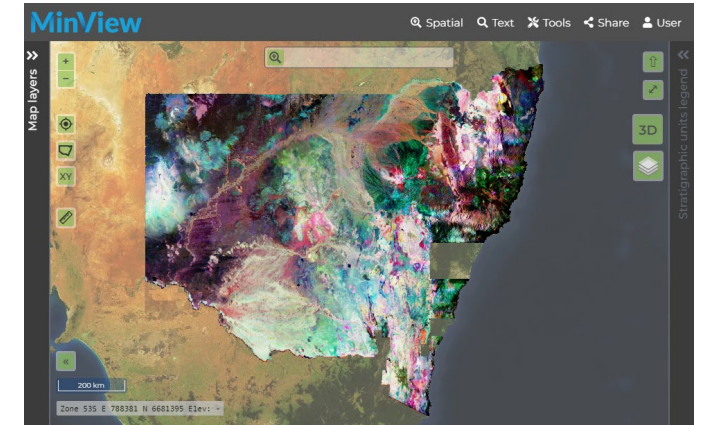 MinView
Spatial
Text
Tools
Share
User
Map layers
+
−
XY
3D
Stratigraphic units legend
200 km
Zone 53S E 788381 N 6681395 Elev: -